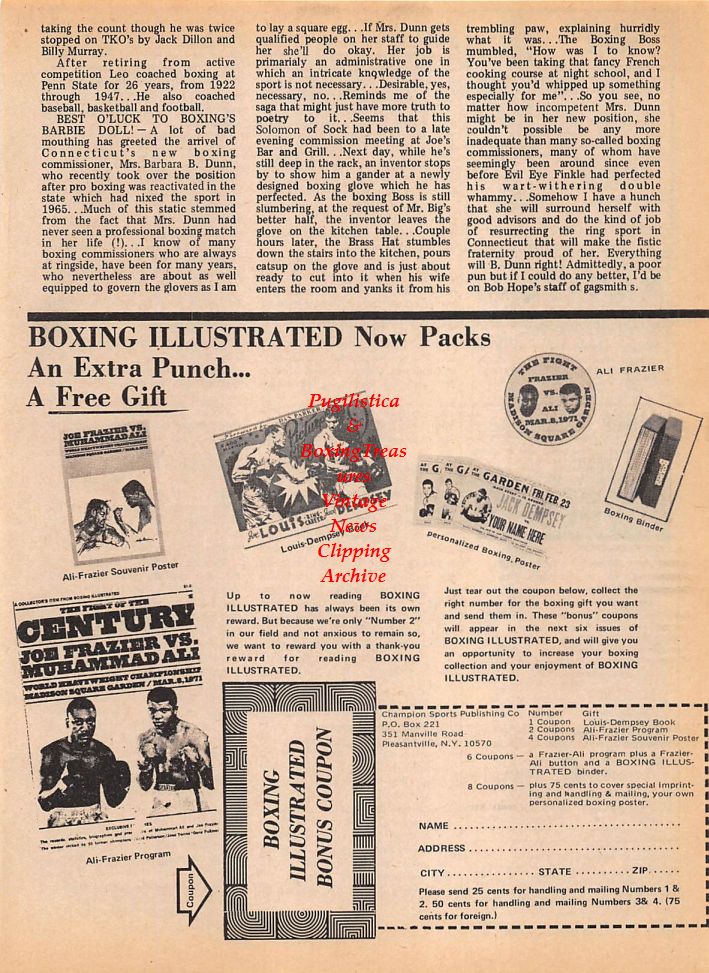 taking the count though he was twice
stopped on TKO's by Jack Dillon and
Billy Murray.
After retiring from active
competition Leo coached boxing at
Penn State for 26 years, from 1922
through 1947...He also coached
baseball, basketball and football.
BEST O'LUCK TO BOXING'S
BARBIE DOLL! — A lot of bad
mouthing has greeted the arrival of
Connecticut's new boxing
commissioner, Mrs. Barbara B. Dunn,
who recently took over the position
after pro boxing was reactivated in the
state which had nixed the sport in
1965...Much of this static stemmed
from the fact that Mrs. Dunn had
never seen a professional boxing match
in her life (!)...I know of many
boxing commissioners who are always
at ringside, have been for many years,
who nevertheless are about as well
equipped to govern the glovers as I am
to lay a square egg...If Mrs. Dunn gets
qualified people on her staff to guide
her she'll do okay. Her job is
primarialy an administrative one in
which an intricate knowledge of the
sport is not necessary...Desirable, yes,
necessary, no...Reminds me of the
saga that might just have more truth to
poetry to it...Seems that this
Solomon of Sock had been to a late
evening commission meeting at Joe's
Bar and Grill...Next day, while he's
still deep in the rack, an inventor stops
by to show him a gander at a newly
designed boxing glove which he has
perfected. As the boxing Boss is still
slumbering, at the request of Mr. Big's
better half, the inventor leaves the
glove on the kitchen table...Couple
hours later, the Brass Hat stumbles
down the stairs into the kitchen, pours
catsup on the glove and is just about
ready to cut into it when his wife
enters the room and yanks it from his
trembling paw, explaining hurridly
what it was...The Boxing Boss
mumbled, "How was I to know?
You've been taking that fancy French
cooking course at night school, and I
thought you'd whipped up something
especially for me"...So you see, no
matter how incompetent Mrs. Dunn
might be in her new position, she
couldn't possible be any more
inadequate than many so-called boxing
commissioners, many of whom have
seemingly been around since even
before Evil Eye Finkle had perfected
his wart-withering double
whammy...Somehow I have a hunch
that she will surround herself with
good advisors and do the kind of job
of resurrecting the ring sport in
Connecticut that will make the fistic
fraternity proud of her. Everything
will B. Dunn right! Admittedly, a poor
pun but if I could do any better, I'd be
on Bob Hope's staff of gagsmith s.
BOXING ILLUSTRATED Now Packs
An Extra Punch...
A Free Gift
JOE FRAZIER VS.
MUHAMMAD ALI
Ali-Frazier Souvenir Poster
Joe LOUIS Jack DEMPSEY
Louis-Dempsey Book
THE FIGHT
FRAZIER
VS.
ALI
MAR.8,1971
MADISON SQUARE GARDEN
ALI FRAZIER
GARDEN
JACK DEMPSEY
YOUR NAME HERE
personalized Boxing, Poster
Boxing Binder
Pugilistica
&
BoxingTreas
ures
Vintage
News
Clipping
Archive
A COLLECTOR'S ITEM FROM BOXING ILLUSTRATED
THE FIGHT OF THE
CENTURY
JOE FRAZIER VS.
MUHAMMAD ALI
WORLD HEAVYWEIGHT CHAMPIONSHIP
MADISON SQUARE GARDEN / MAR.8,1971
Ali-Frazier Program
Up to now reading BOXING
ILLUSTRATED has always been its own
reward. But because we're only "Number 2"
in our field and not anxious to remain so,
we want to reward you with a thank-you
reward for reading BOXING
ILLUSTRATED.
Just tear out the coupon below, collect the
right number for the boxing gift you want
and send them in. These "bonus" coupons
will appear in the next six issues of
BOXING ILLUSTRATED, and will give you
an opportunity to increase your boxing
collection and your enjoyment of BOXING
ILLUSTRATED.
Coupon
BOXING
ILLUSTRATED
BONUS COUPON
Champion Sports Publishing Co
P.O. Box 221
351 Manville Road
Pleasantville, N.Y. 10570
Number Gift
1 Coupon Louis-Dempsey Book
2 Coupons Ali-Frazier Program
4 Coupons Ali-Frazier Souvenir Poster
6 Coupons — a Frazier-Ali program plus a Frazier-
Ali button and a BOXING ILLUS-
TRATED binder.
8 Coupons — plus 75 cents to cover special imprint-
ing and handling & mailing, your own
personalized boxing poster.
NAME
ADDRESS
CITY STATE ZIP
Please send 25 cents for handling and mailing Numbers 1 &
2. 50 cents for handling and mailing Numbers 3& 4. (75
cents for foreign.)